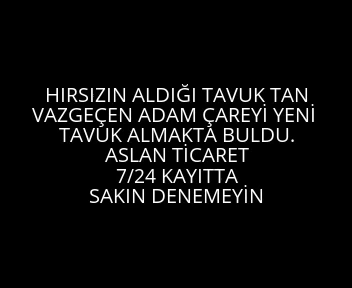 HIRSIZIN ALDIĞI TAVUK TAN
VAZGEÇEN ADAM ÇAREYİ YENİ
TAVUK ALMAKTA BULDU.
ASLAN TİCARET
7/24 KAYITTA
SAKIN DENEMEYİN